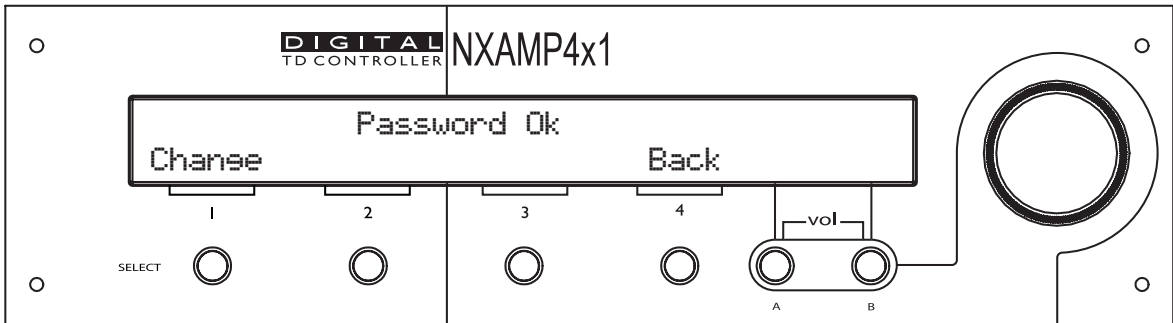 DIGITAL NXAMP4x1
TD CONTROLLER
Password Ok
Change Back
1 2 3 4
vol
SELECT
A B